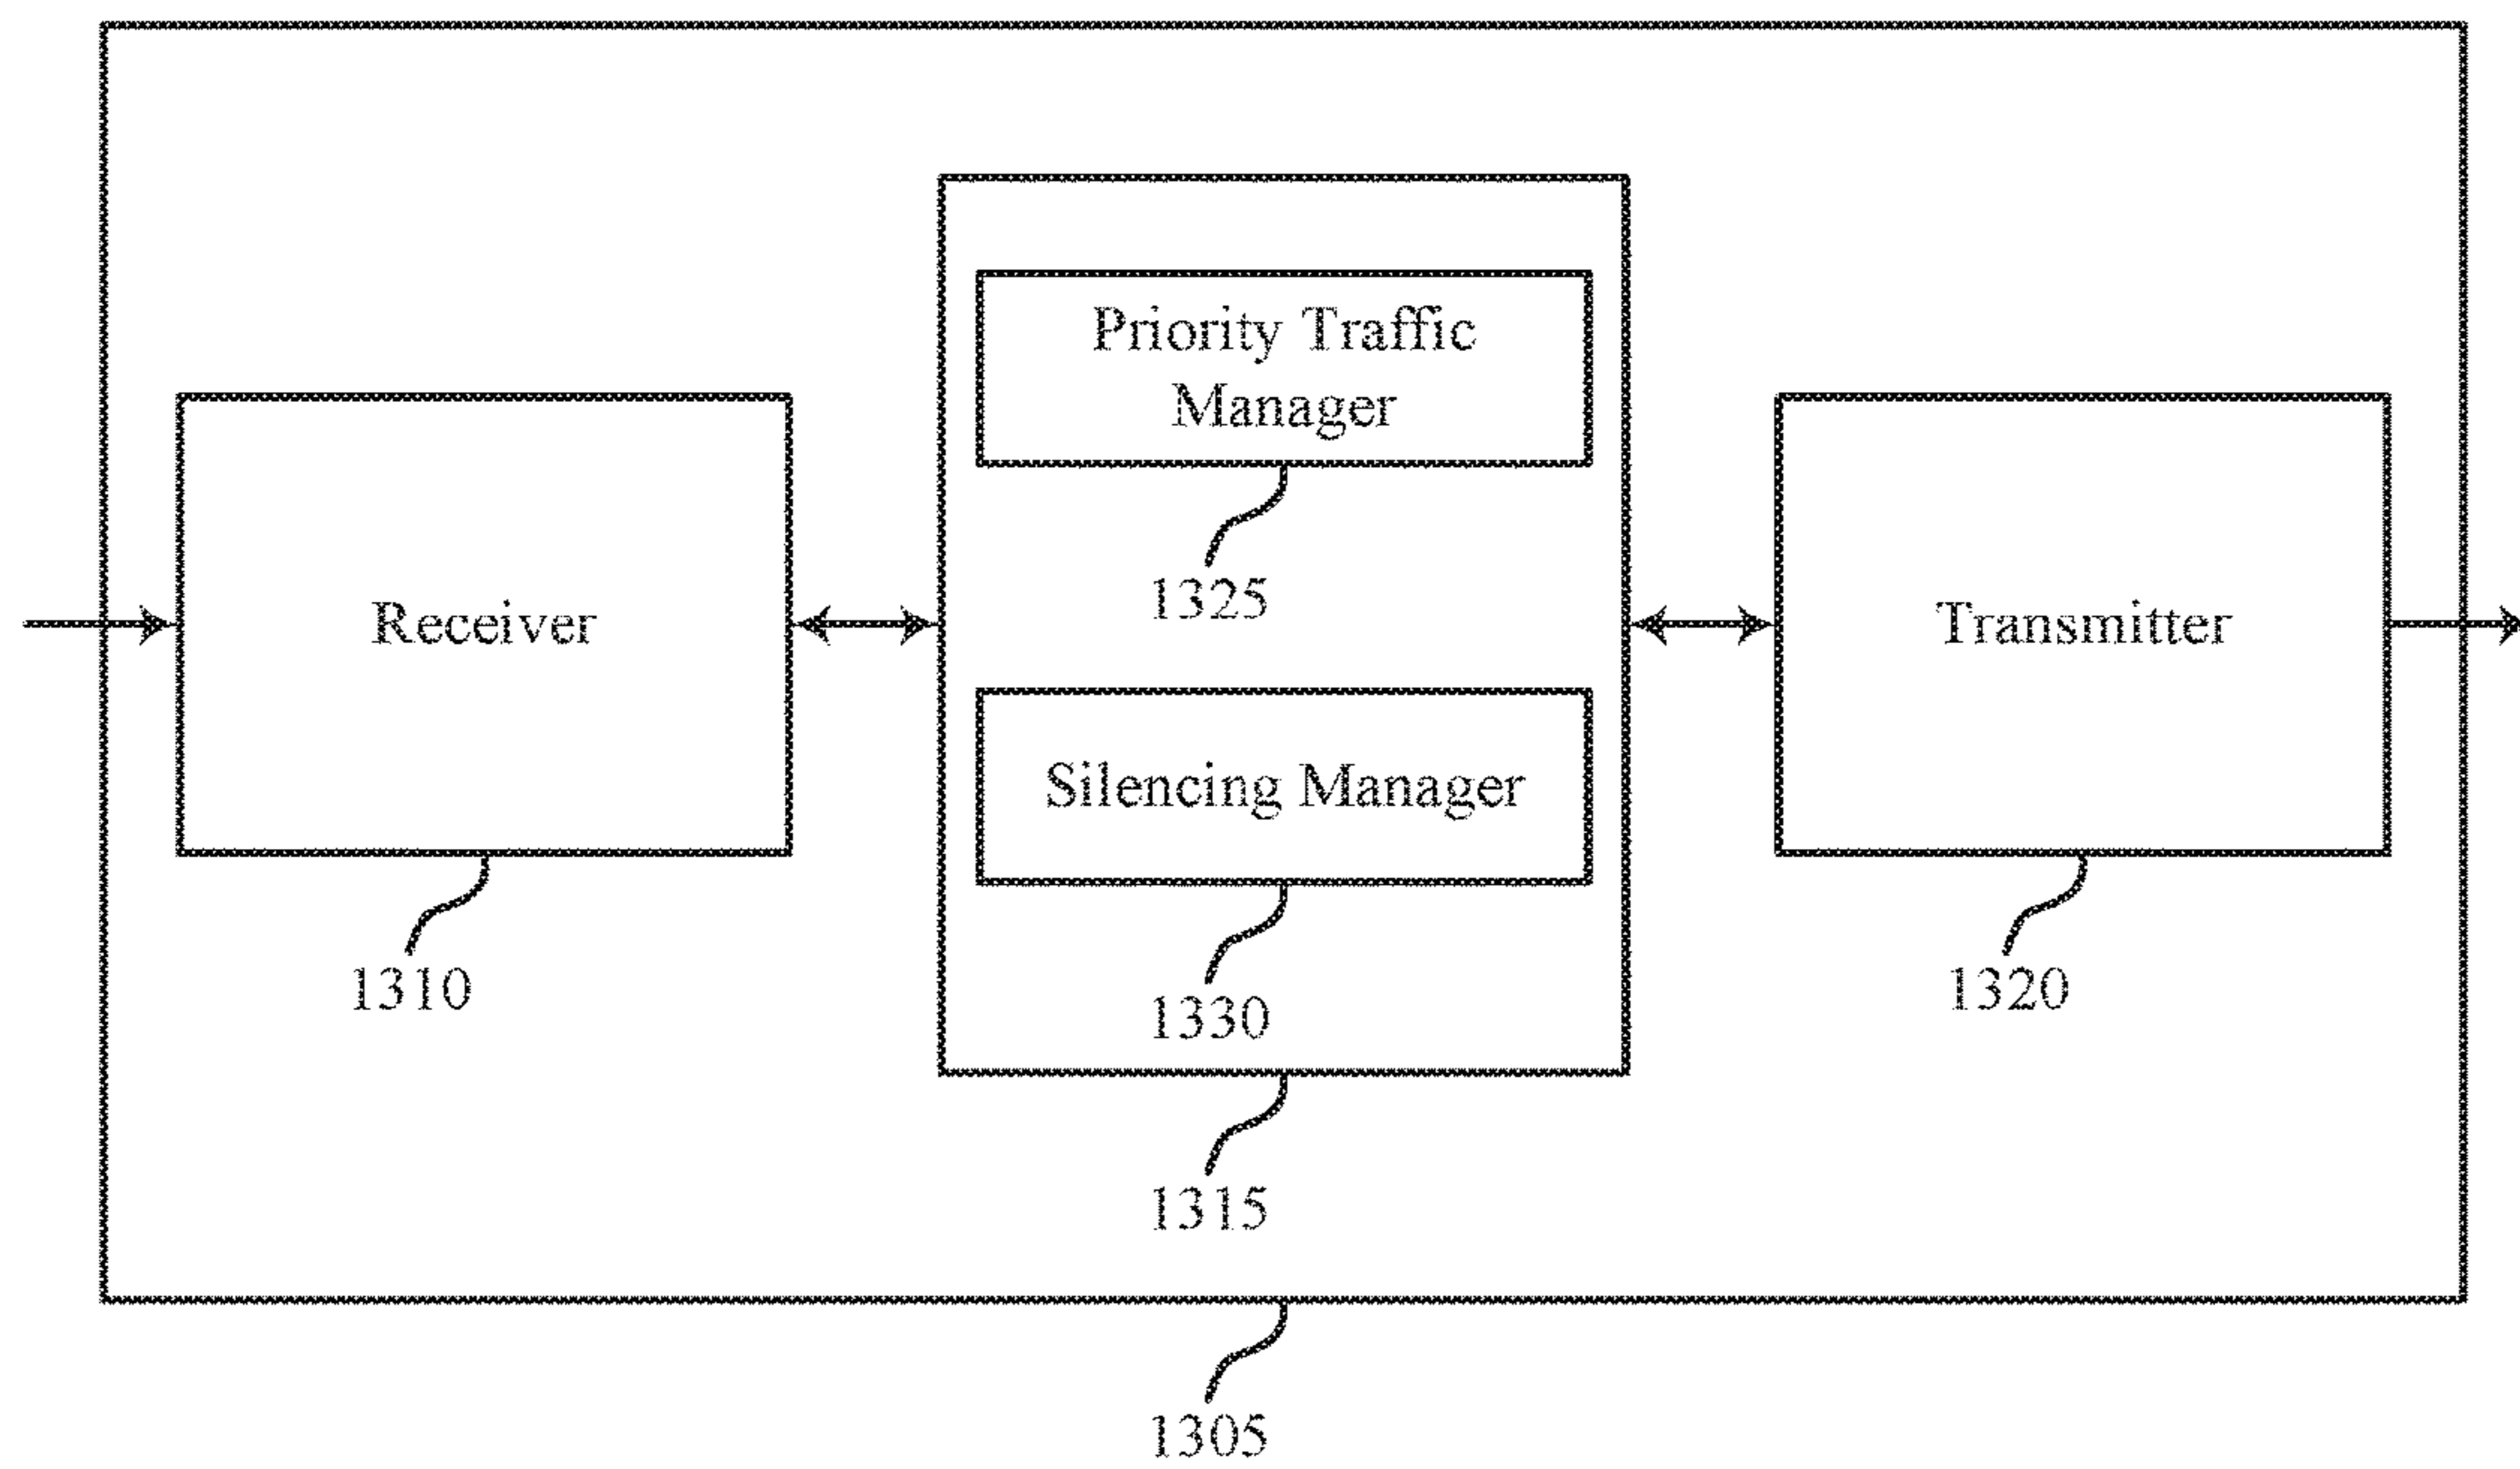 Priority Traffic
Manager
1325
Receiver
Transmitter
Silencing Manager
1310
1330
1320
1315
1305